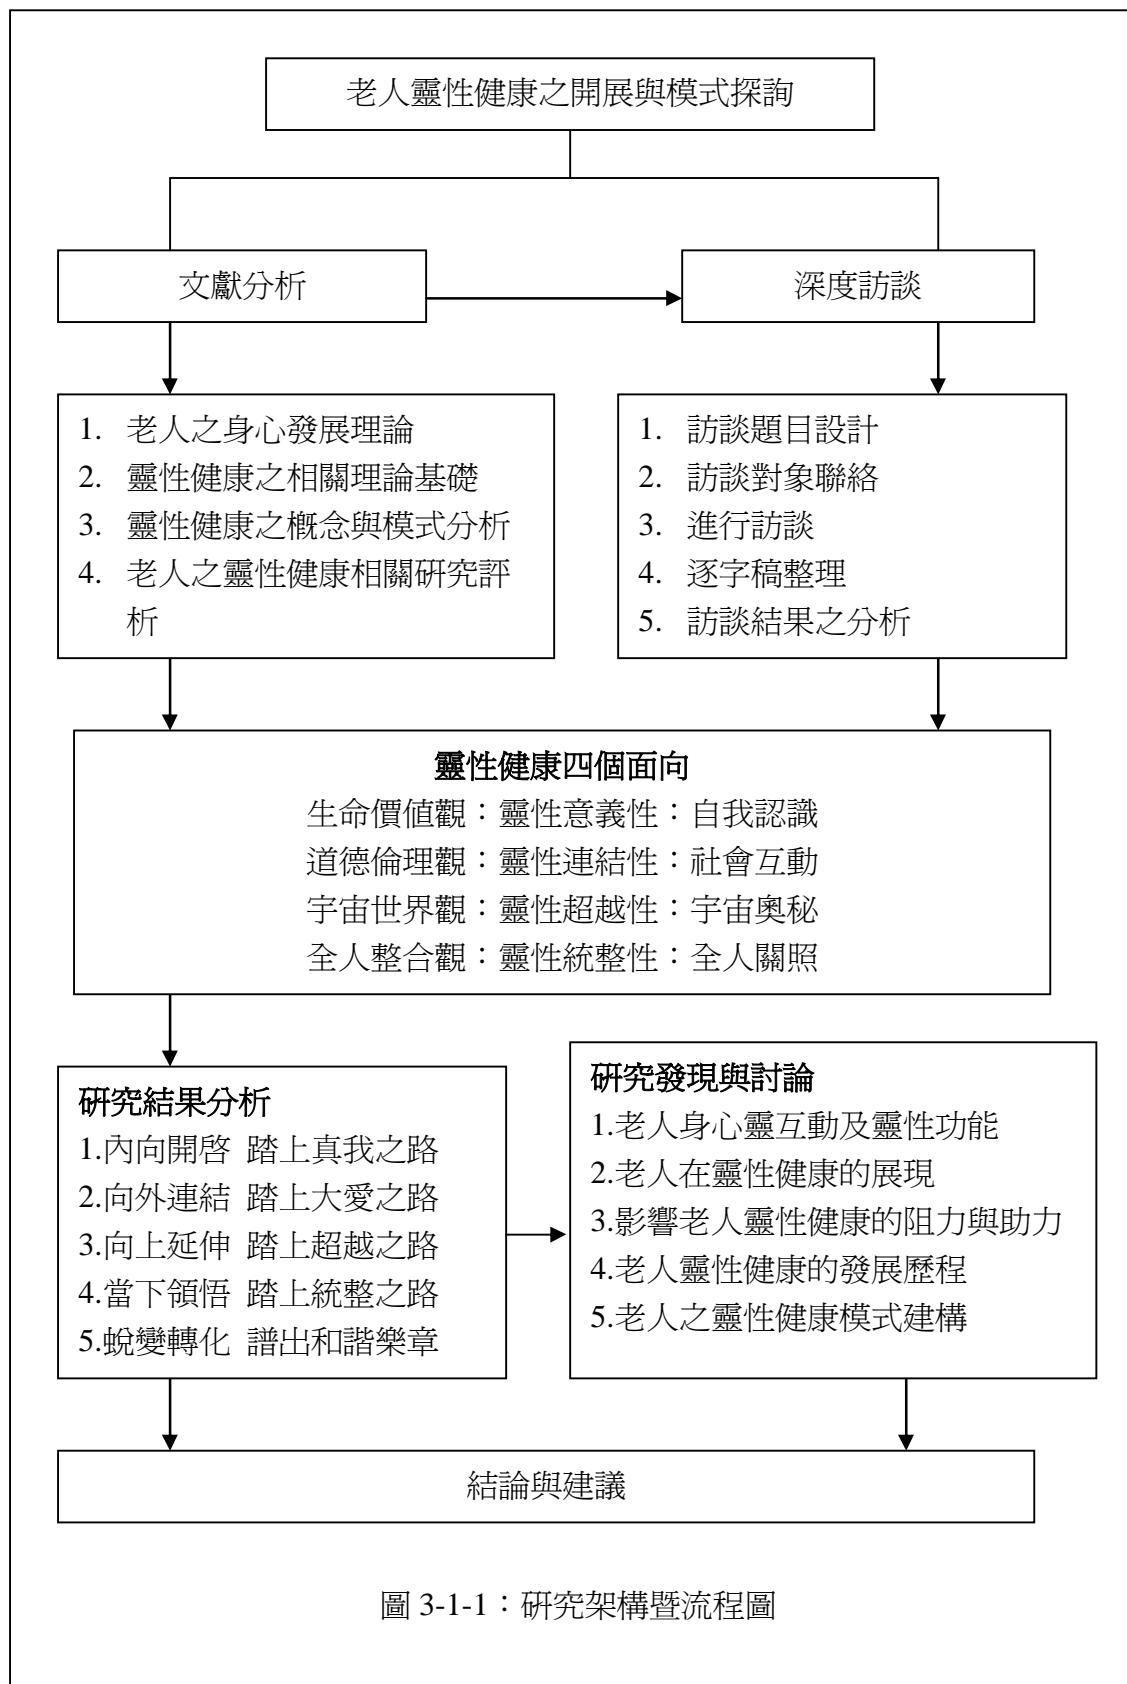 老人靈性健康之開展與模式探詢
文獻分析
深度訪談
1. 老人之身心發展理論
2. 靈性健康之相關理論基礎
3. 靈性健康之概念與模式分析
4. 老人之靈性健康相關研究評
析
1. 訪談題目設計
2. 訪談對象聯絡
3. 進行訪談
4. 逐字稿整理
5. 訪談結果之分析
靈性健康四個面向
生命價值觀：靈性意義性：自我認識
道德倫理觀：靈性連結性：社會互動
宇宙世界觀：靈性超越性：宇宙奧秘
全人整合觀：靈性統整性：全人關照
研究結果分析
1.內向開啓 踏上真我之路
2.向外連結 踏上大愛之路
3.向上延伸 踏上超越之路
4.當下領悟 踏上統整之路
5.蛻變轉化 譜出和諧樂章
研究發現與討論
1.老人身心靈互動及靈性功能
2.老人在靈性健康的展現
3.影響老人靈性健康的阻力與助力
4.老人靈性健康的發展歷程
5.老人之靈性健康模式建構
結論與建議
圖 3-1-1：研究架構暨流程圖